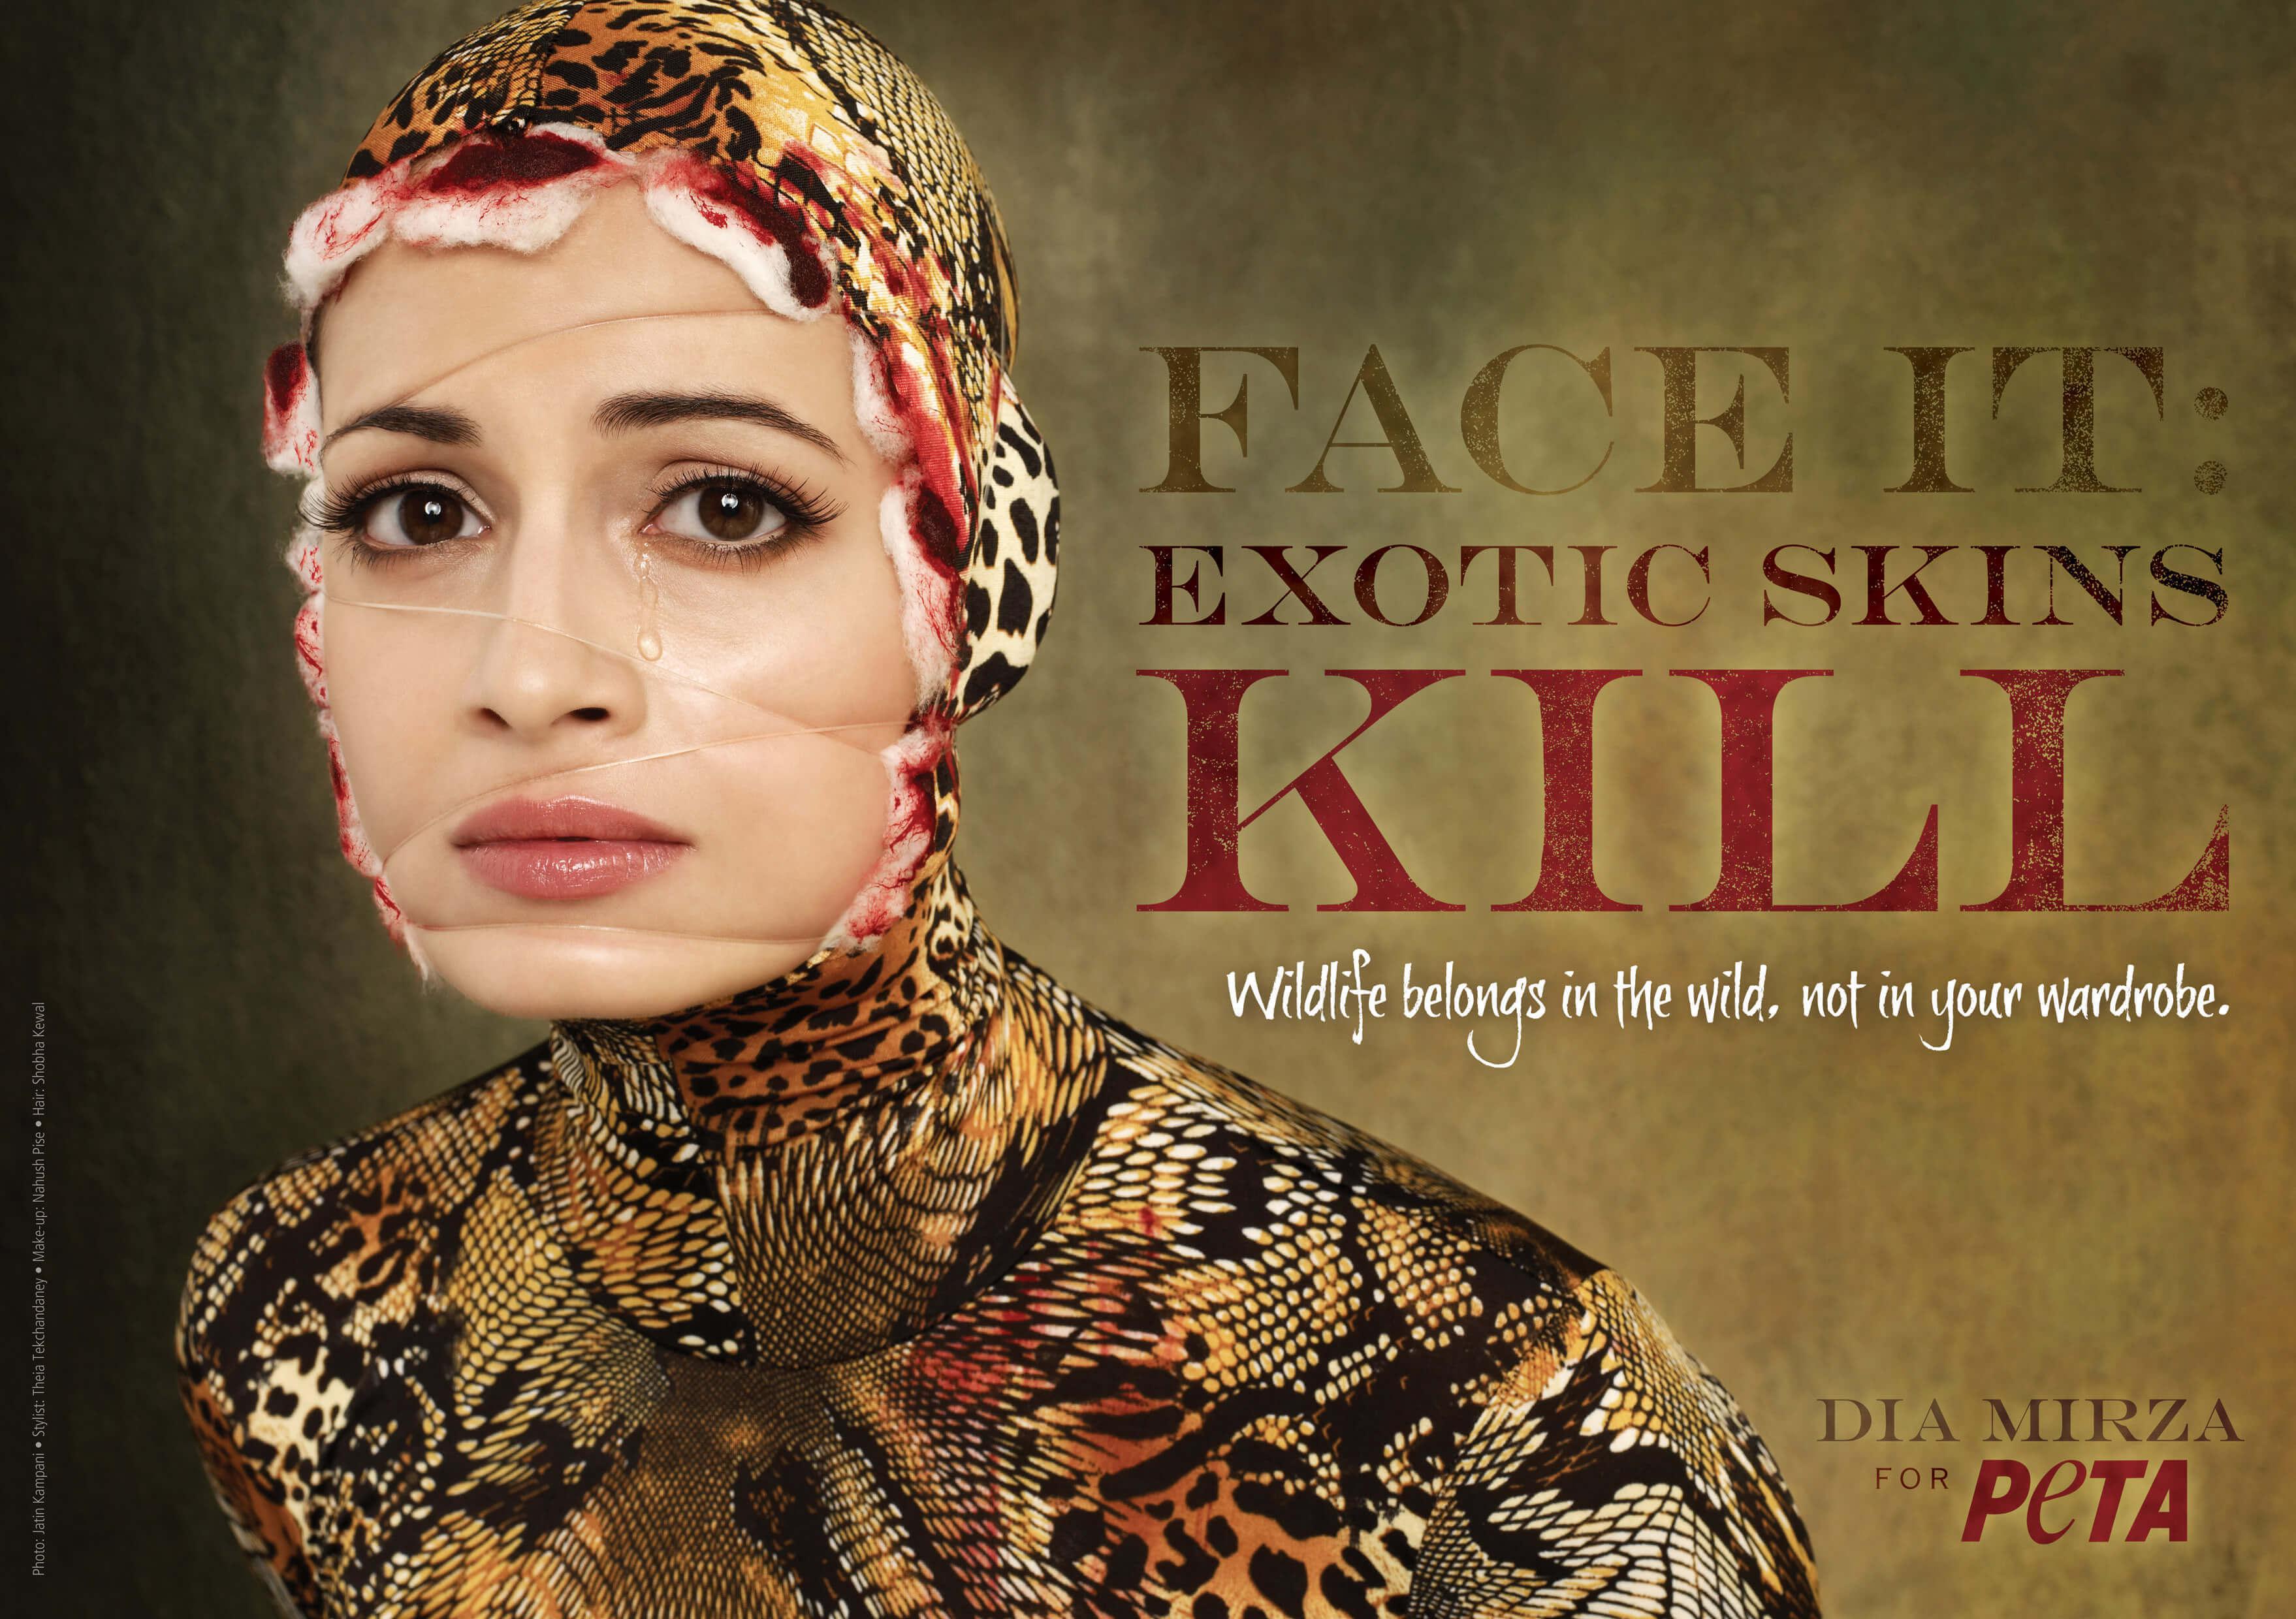 FACE IT:
EXOTIC SKINS
KILL
Wildlife belongs in the wild, not in your wardrobe.
DIA MIRZA
FOR PETA
Photo: Jatin Kampani • Stylist: Theia Tekchandaney • Make-up: Nahush Pise • Hair: Shobha Kewal